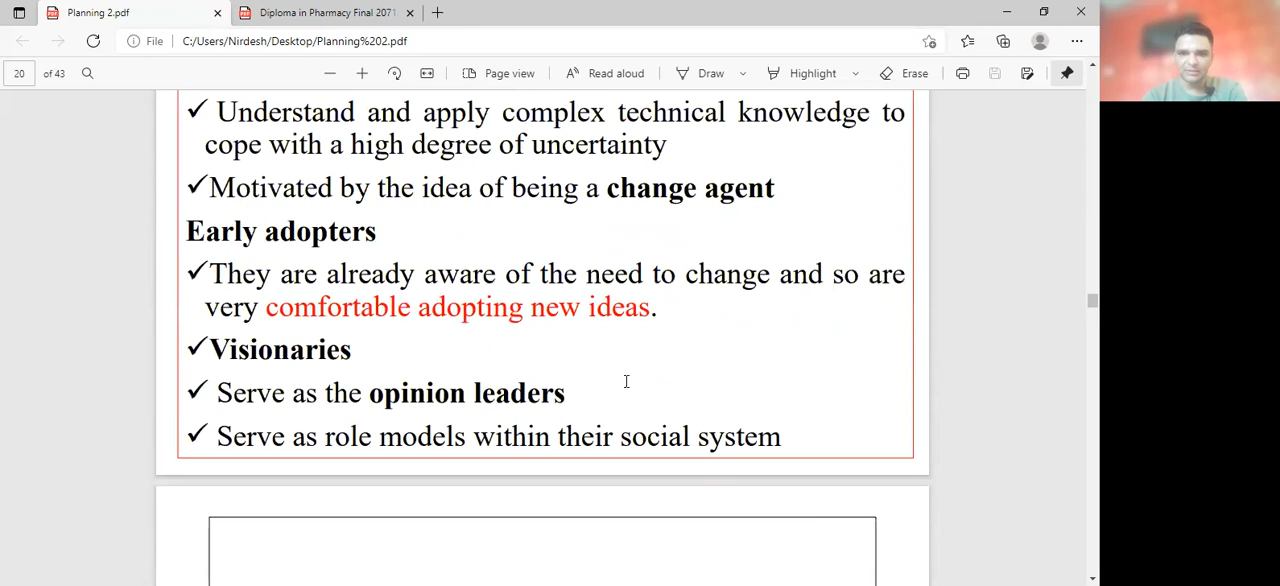 Planning 2.pdf
Diploma in Pharmacy Final 2071
File
C:/Users/Nirdesh/Desktop/Planning%202.pdf
20 of 43
Page view
Read aloud
Draw
Highlight
Erase
✓ Understand and apply complex technical knowledge to
cope with a high degree of uncertainty
✓Motivated by the idea of being a change agent
Early adopters
✓They are already aware of the need to change and so are
very comfortable adopting new ideas.
✓Visionaries
✓ Serve as the opinion leaders
✓ Serve as role models within their social system